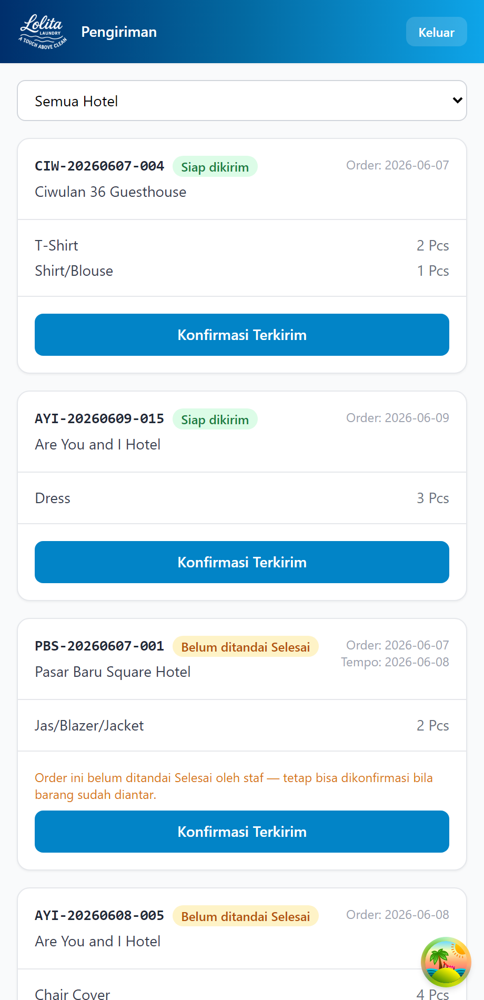 Lolita
LAUNDRY
A TOUCH ABOVE CLEAN
Pengiriman
Keluar
Semua Hotel
CIW-20260607-004
Siap dikirim
Order: 2026-06-07
Ciwulan 36 Guesthouse
T-Shirt
2 Pcs
Shirt/Blouse
1 Pcs
Konfirmasi Terkirim
AYI-20260609-015
Siap dikirim
Order: 2026-06-09
Are You and I Hotel
Dress
3 Pcs
Konfirmasi Terkirim
PBS-20260607-001
Belum ditandai Selesai
Order: 2026-06-07
Tempo: 2026-06-08
Pasar Baru Square Hotel
Jas/Blazer/Jacket
2 Pcs
Order ini belum ditandai Selesai oleh staf — tetap bisa dikonfirmasi bila
barang sudah diantar.
Konfirmasi Terkirim
AYI-20260608-005
Belum ditandai Selesai
Order: 2026-06-08
Are You and I Hotel
Chair Cover
4 Pcs